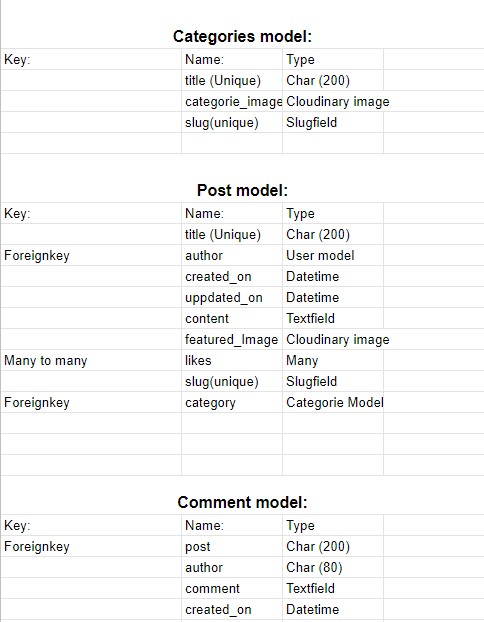 Categories model:
Key: Name: Type
title (Unique) Char (200)
categorie_image Cloudinary image
slug(unique) Slugfield
Post model:
Key: Name: Type
title (Unique) Char (200)
Foreignkey author User model
created_on Datetime
uppdated_on Datetime
content Textfield
featured_Image Cloudinary image
Many to many likes Many
slug(unique) Slugfield
Foreignkey category Categorie Model
Comment model:
Key: Name: Type
Foreignkey post Char (200)
author Char (80)
comment Textfield
created_on Datetime